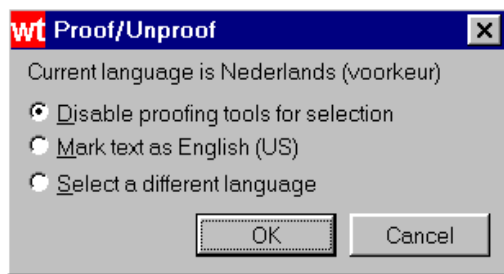 wt Proof/Unproof
Current language is Nederlands (voorkeur)
Disable proofing tools for selection
Mark text as English (US)
Select a different language
OK Cancel